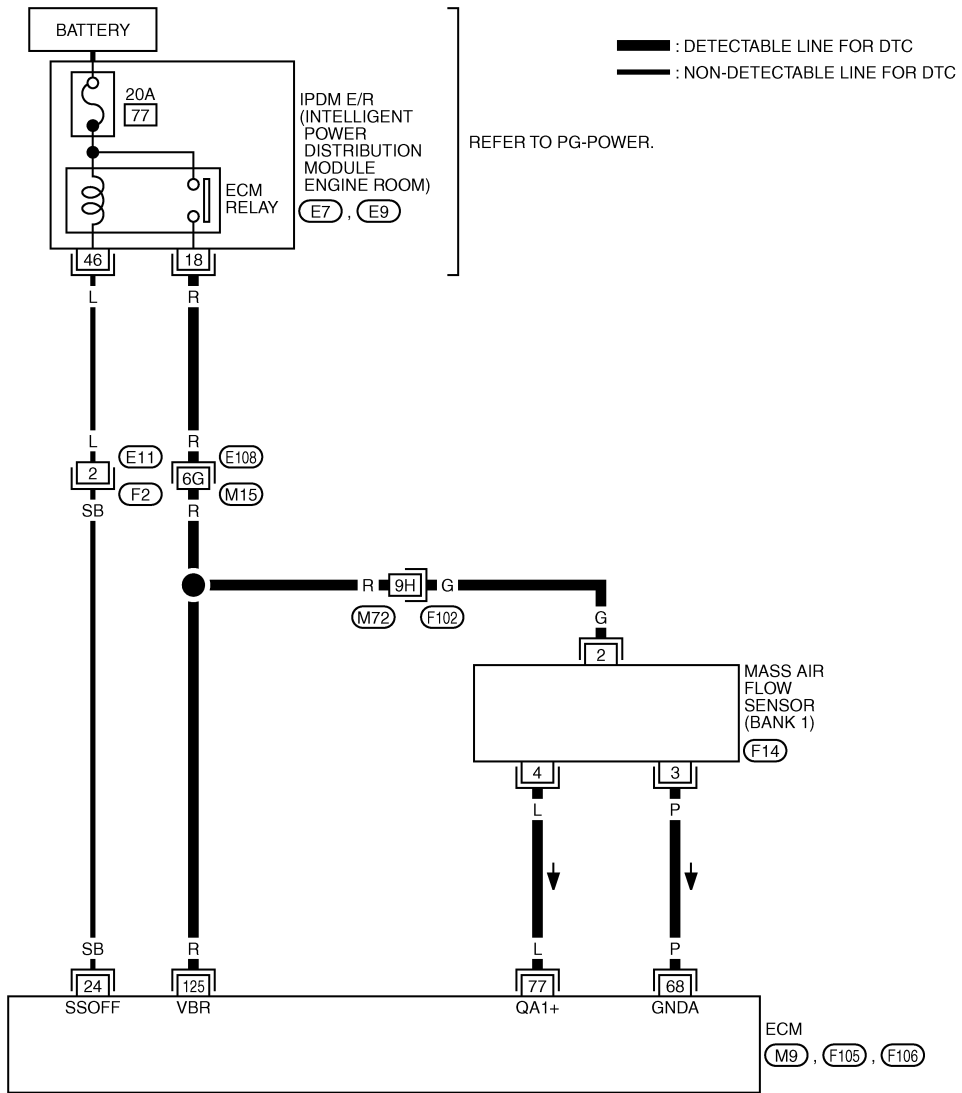 BATTERY
: DETECTABLE LINE FOR DTC
: NON-DETECTABLE LINE FOR DTC
20A
77
IPDM E/R
(INTELLIGENT
POWER
DISTRIBUTION
MODULE
ENGINE ROOM)
E7 , E9
REFER TO PG-POWER.
ECM
RELAY
46 18
L R
L R
2 E11 6G E108
F2 M15
SB R
R 9H G
M72 F102
G
2
MASS AIR
FLOW
SENSOR
(BANK 1)
F14
4 3
L P
SB R L P
24 125 77 68
SSOFF VBR QA1+ GNDA
ECM
M9 , F105 , F106